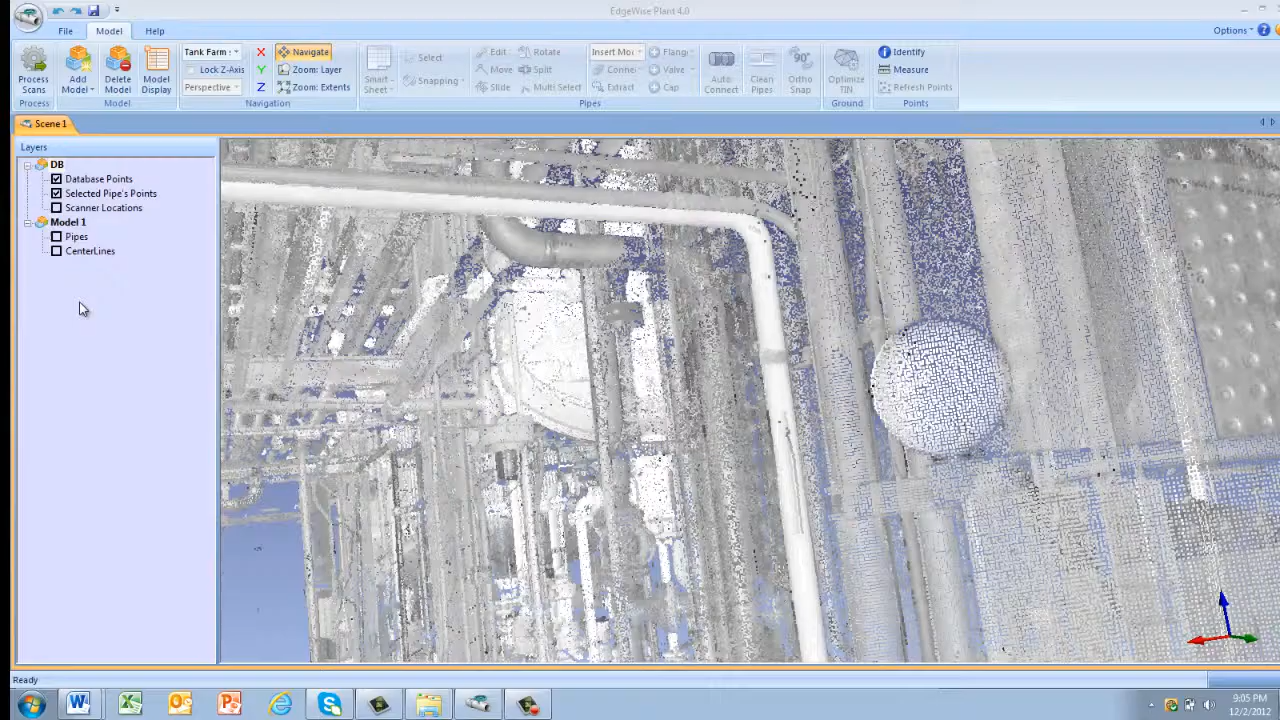 EdgeWise Plant 4.0
File Model Help Options
Process Scans
Add Model
Delete Model
Model Display
Tank Farm :
Lock Z-Axis
Perspective
X
Y
Z
Navigate
Zoom: Layer
Zoom: Extents
Smart Sheet
Select
Snapping
Edit
Move
Slide
Rotate
Split
Multi Select
Insert Mo
Conne
Extract
Flang
Valve
Cap
Auto Connect
Clean Pipes
90°
Ortho Snap
Optimize TIN
Identify
Measure
Refresh Points
Process Model Navigation Pipes Ground Points
Scene 1
Layers
DB
Database Points
Selected Pipe's Points
Scanner Locations
Model 1
Pipes
CenterLines
Ready
9:05 PM
12/2/2012